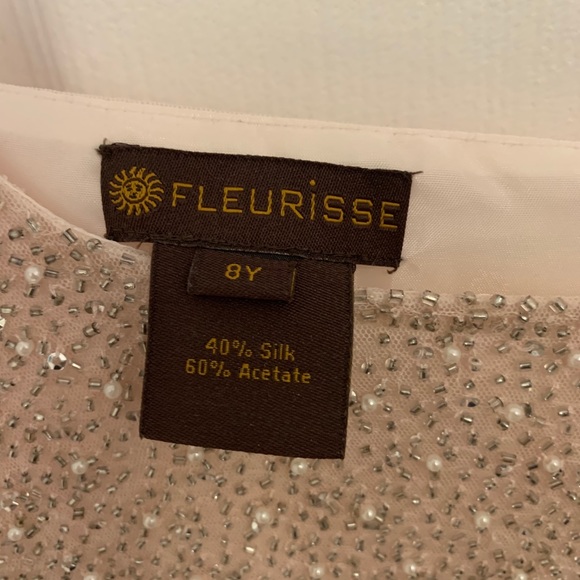 FLEURiSSE
8Y
40% Silk
60% Acetate